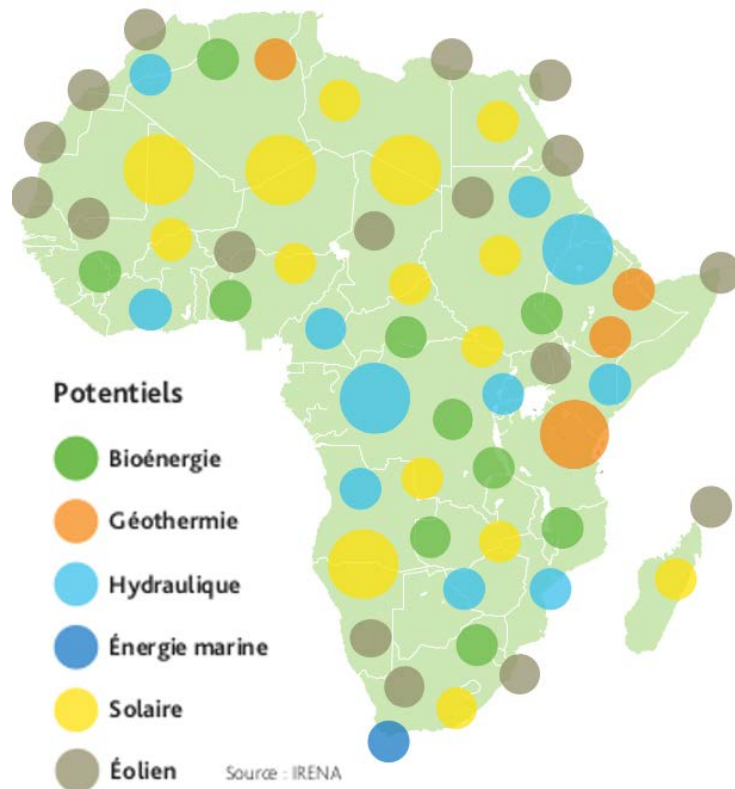 Potentiels
Bioénergie
Géothermie
Hydraulique
Énergie marine
Solaire
Éolien
Source : IRENA